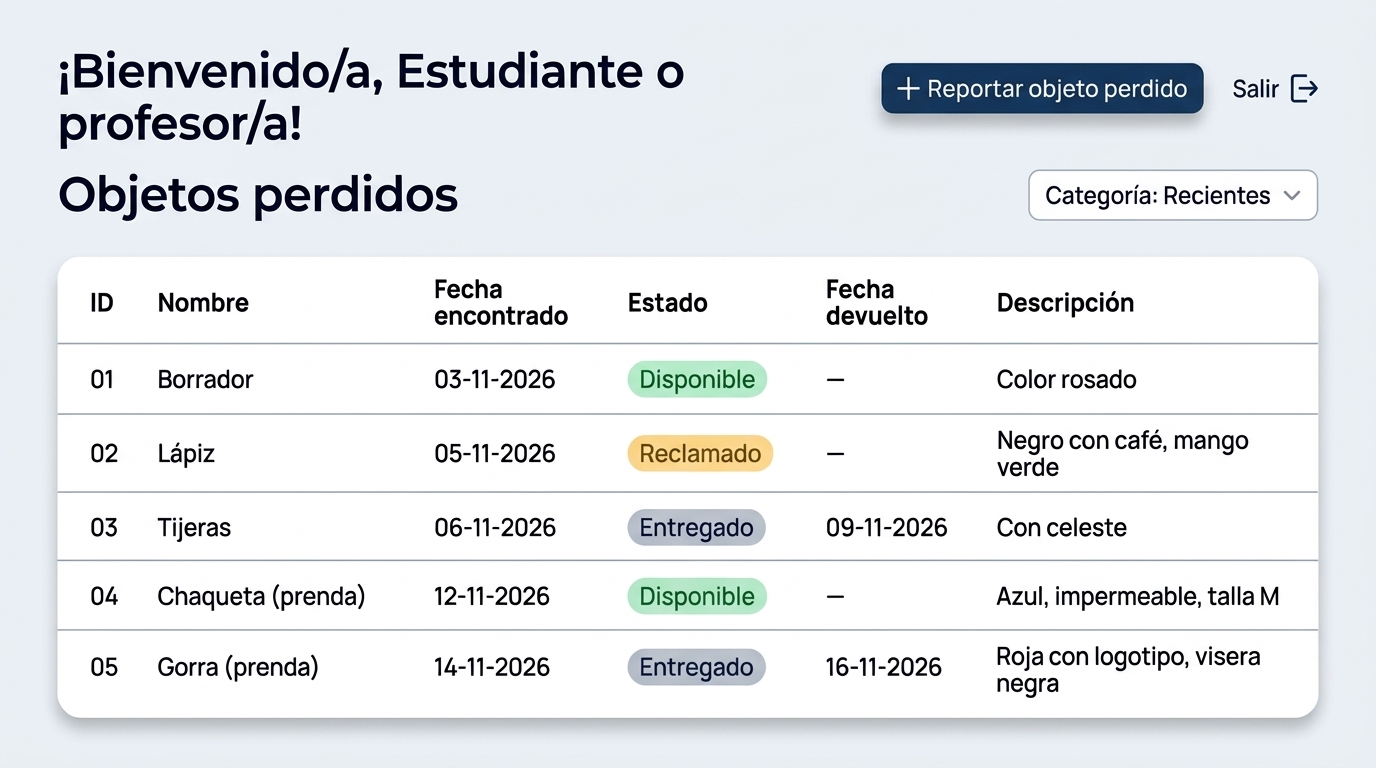 ¡Bienvenido/a, Estudiante o
profesor/a!
+ Reportar objeto perdido
Salir
Objetos perdidos
Categoría: Recientes
ID Nombre Fecha encontrado Estado Fecha devuelto Descripción
01 Borrador 03-11-2026 Disponible — Color rosado
02 Lápiz 05-11-2026 Reclamado — Negro con café, mango
verde
03 Tijeras 06-11-2026 Entregado 09-11-2026 Con celeste
04 Chaqueta (prenda) 12-11-2026 Disponible — Azul, impermeable, talla M
05 Gorra (prenda) 14-11-2026 Entregado 16-11-2026 Roja con logotipo, visera
negra